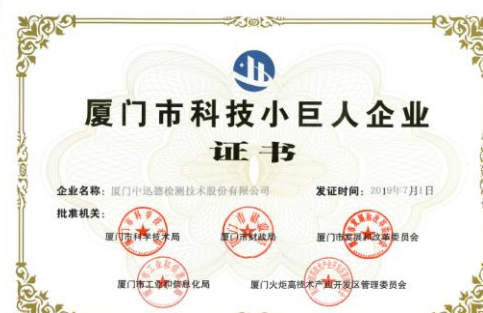 厦门市科技小巨人企业
证书
企业名称：厦门中迅德检测技术股份有限公司 发证时间：2019年7月1日
批准机关：
厦门市科学技术局 厦门市财政局 厦门市发展和改革委员会
厦门市工业和信息化局 厦门火炬高技术产业开发区管理委员会